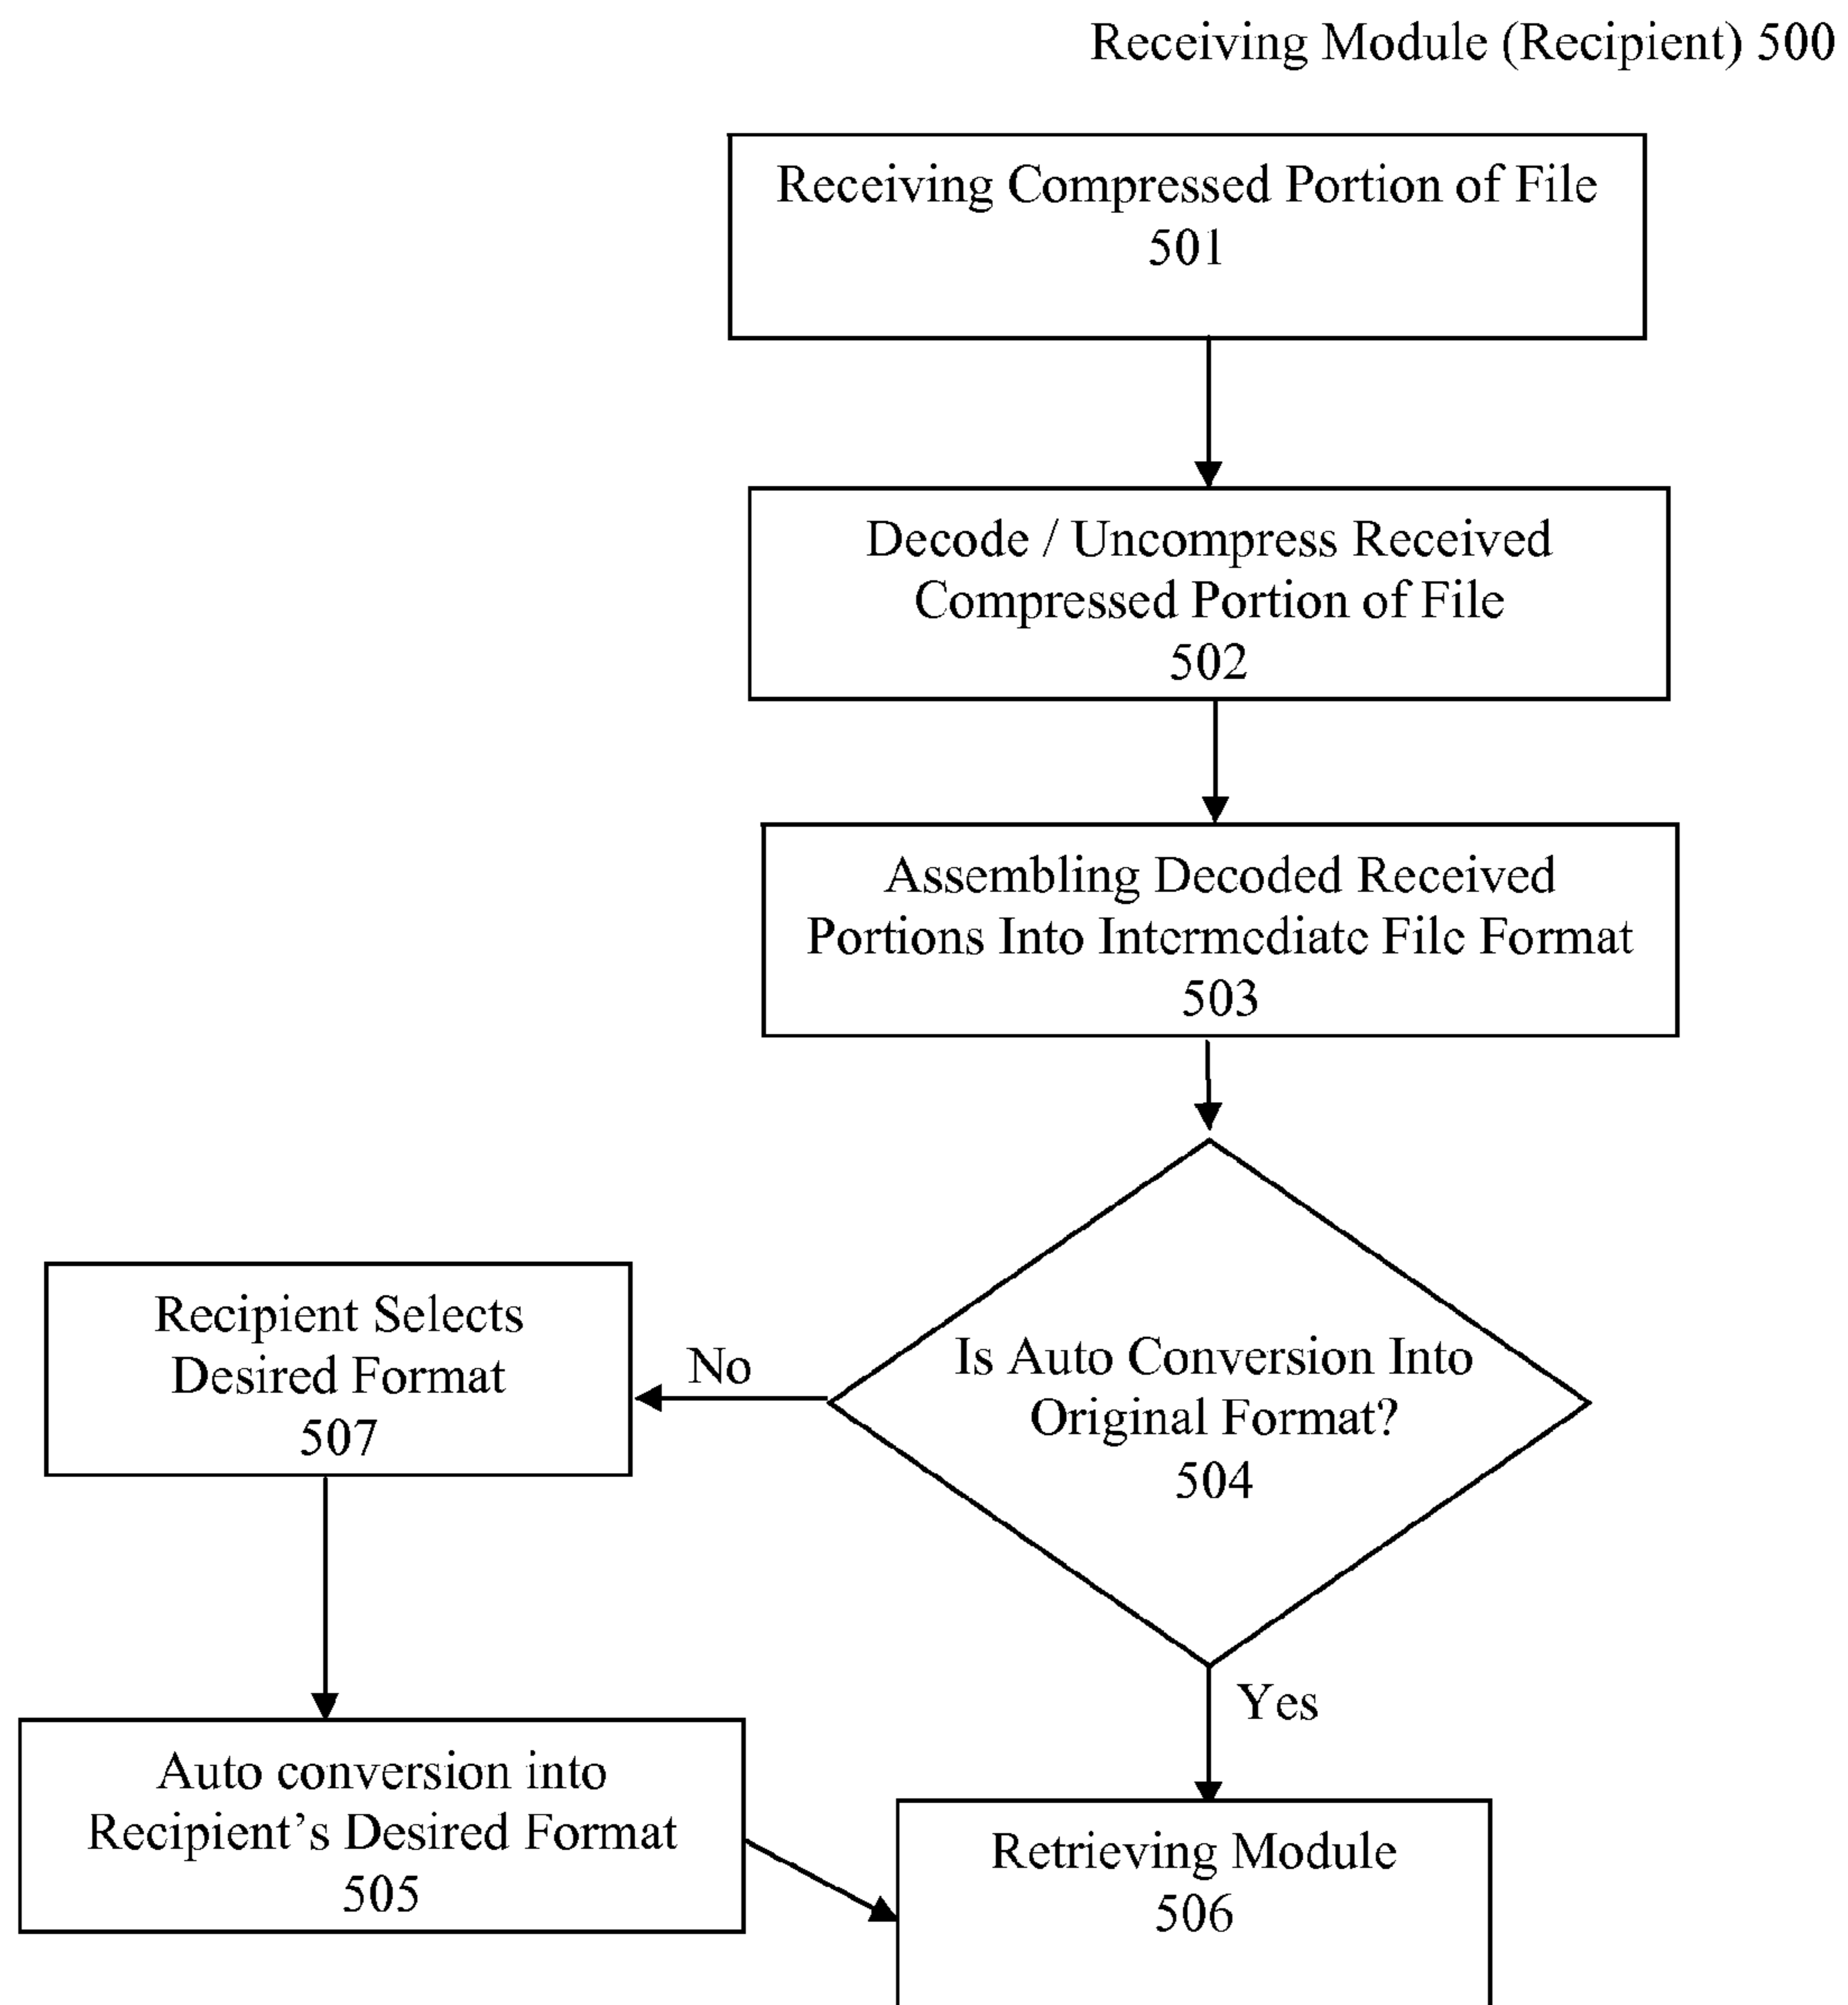 Receiving Module (Recipient) 500
Receiving Compressed Portion of File
501
Decode / Uncompress Received
Compressed Portion of File
502
Assembling Decoded Received
Portions Into Intermediate File Format
503
Is Auto Conversion Into
Original Format?
504
No
Recipient Selects
Desired Format
507
Yes
Auto conversion into
Recipient's Desired Format
505
Retrieving Module
506